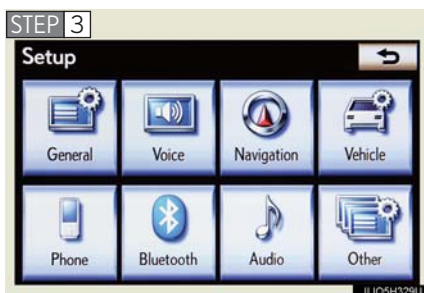 STEP 3
Setup
General Voice Navigation Vehicle
Phone Bluetooth Audio Other